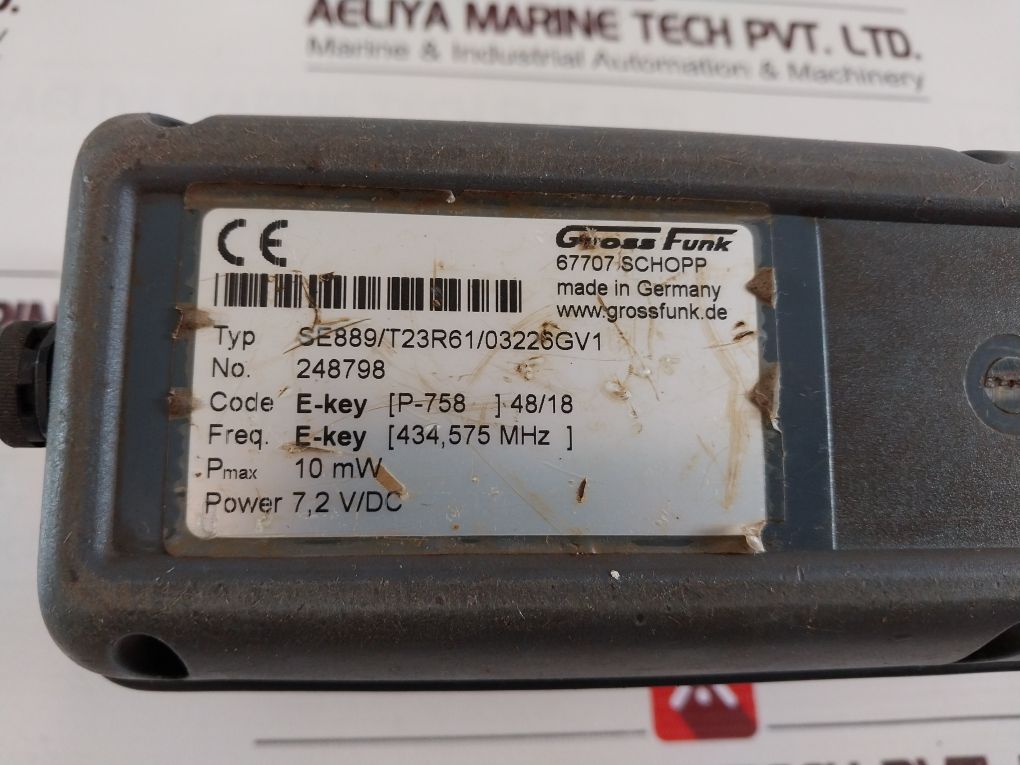 AELIYA MARINE TECH PVT. LTD.
Marine & Industrial Automation & Machinery
CE
Gross Funk
67707 SCHOPP
made in Germany
www.grossfunk.de
Typ SE889/T23R61/03226GV1
No. 248798
Code E-key [P-758 ] 48/18
Freq. E-key [434,575 MHz ]
Pmax 10 mW
Power 7,2 V/DC